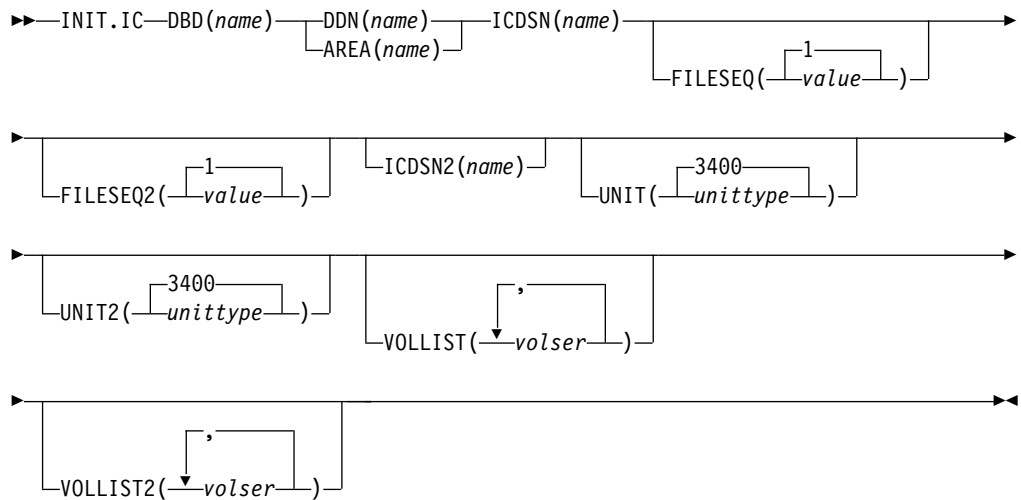 INIT.IC DBD(name) DDN(name) ICDSN(name)
AREA(name)
1
FILESEQ( value )
1
FILESEQ2( value )
ICDSN2(name)
3400
UNIT( unittype )
3400
UNIT2( unittype )
,
VOLLIST( volser )
,
VOLLIST2( volser )